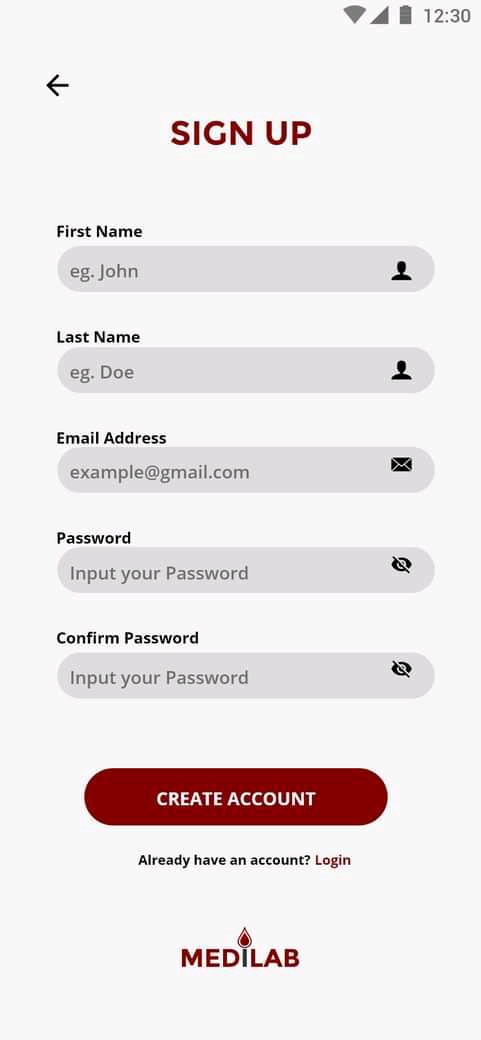 12:30
SIGN UP
First Name
eg. John
Last Name
eg. Doe
Email Address
example@gmail.com
Password
Input your Password
Confirm Password
Input your Password
CREATE ACCOUNT
Already have an account? Login
MEDILAB